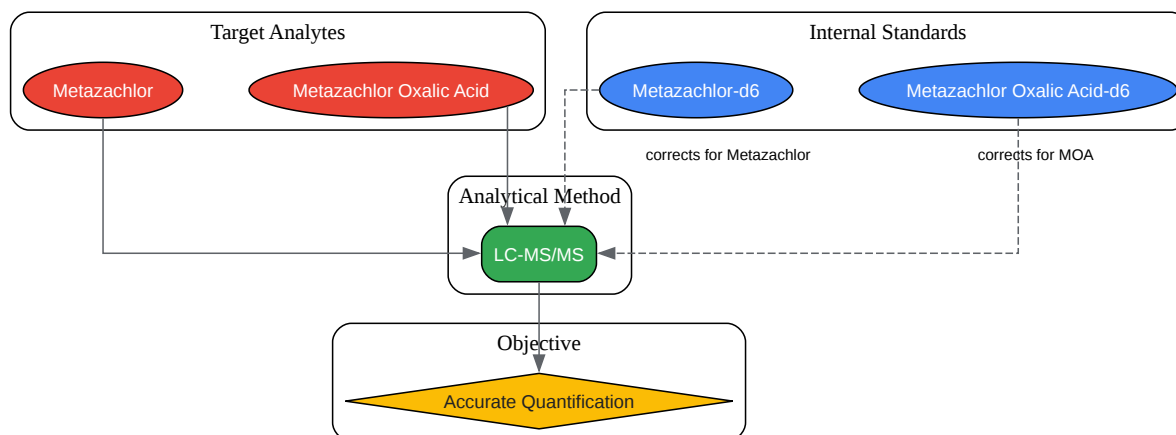 Target Analytes
Internal Standards
Metazachlor
Metazachlor Oxalic Acid
Metazachlor-d6
Metazachlor Oxalic Acid-d6
corrects for Metazachlor
corrects for MOA
Analytical Method
LC-MS/MS
Objective
Accurate Quantification